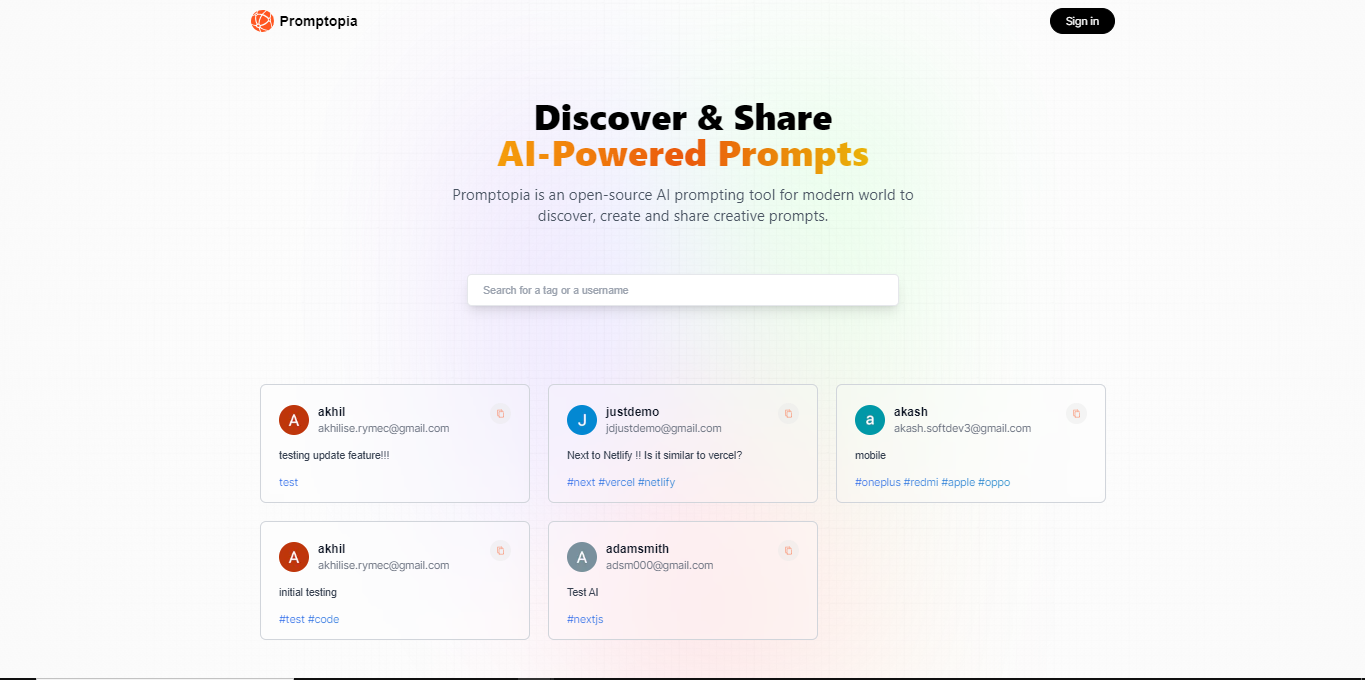 Promptopia
Sign in
Discover & Share
AI-Powered Prompts
Promptopia is an open-source AI prompting tool for modern world to
discover, create and share creative prompts.
Search for a tag or a username
A
akhil
akhilise.rymec@gmail.com
testing update feature!!!
test
J
justdemo
jdjustdemo@gmail.com
Next to Netlify !! Is it similar to vercel?
#next #vercel #netlify
a
akash
akash.softdev3@gmail.com
mobile
#oneplus #redmi #apple #oppo
A
akhil
akhilise.rymec@gmail.com
initial testing
#test #code
A
adamsmith
adsm000@gmail.com
Test AI
#nextjs